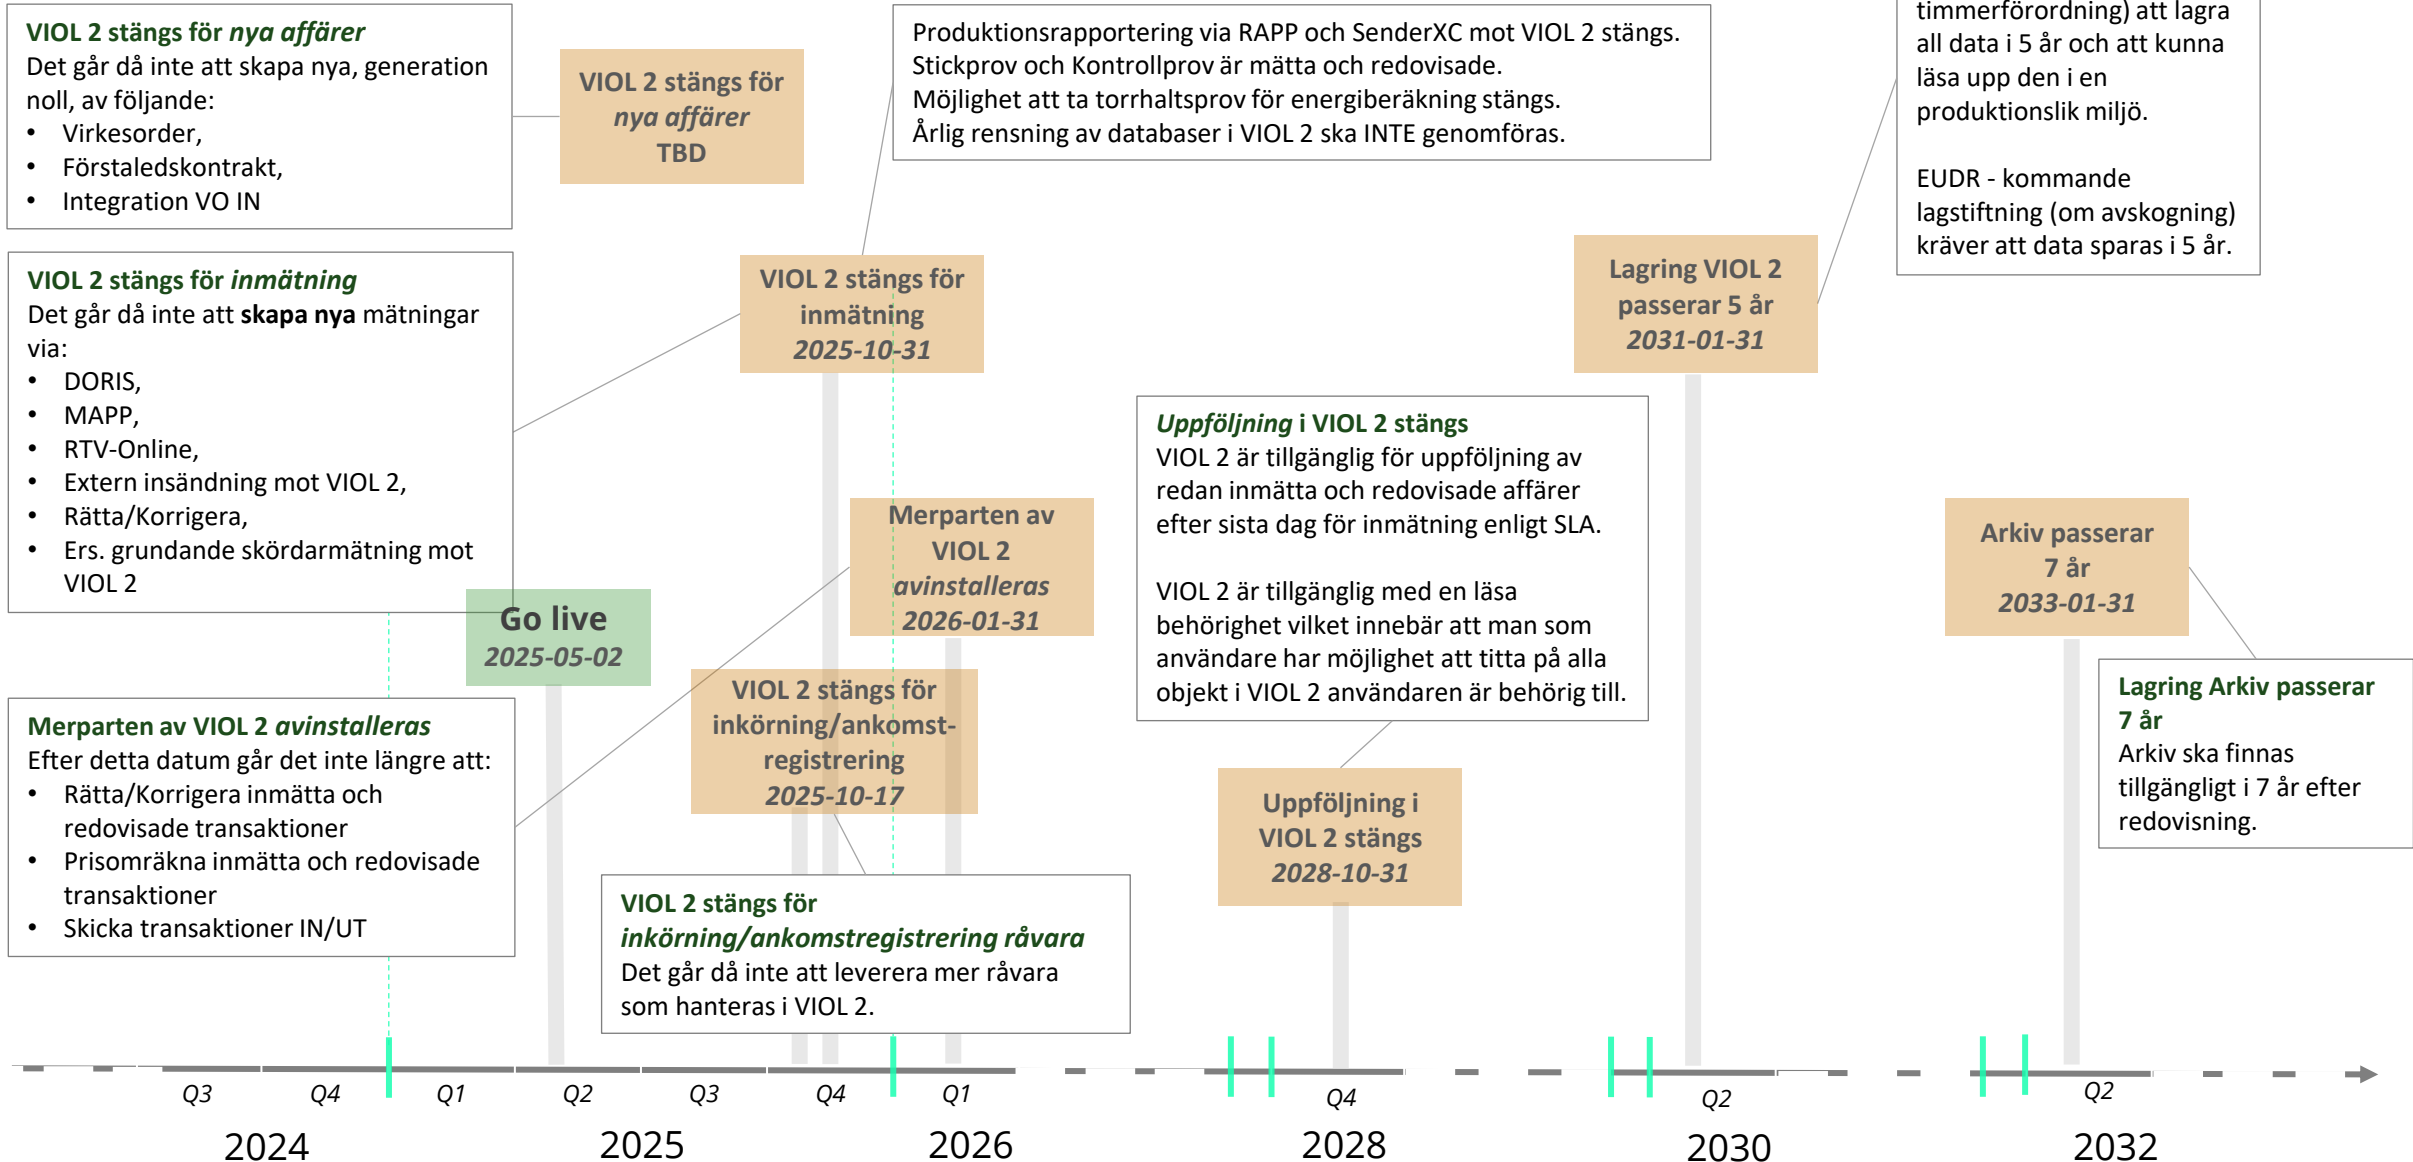 VIOL 2 stängs för nya affärer
Det går då inte att skapa nya, generation
noll, av följande:
• Virkesorder,
• Förstaledskontrakt,
• Integration VO IN
VIOL 2 stängs för
nya affärer
TBD
Produktionsrapportering via RAPP och SenderXC mot VIOL 2 stängs.
Stickprov och Kontrollprov är mätta och redovisade.
Möjlighet att ta torrhaltsprov för energiberäkning stängs.
Årlig rensning av databaser i VIOL 2 ska INTE genomföras.
timmerförordning) att lagra
all data i 5 år och att kunna
läsa upp den i en
produktionslik miljö.
EUDR - kommande
lagstiftning (om avskogning)
kräver att data sparas i 5 år.
VIOL 2 stängs för inmätning
Det går då inte att skapa nya mätningar
via:
• DORIS,
• MAPP,
• RTV-Online,
• Extern insändning mot VIOL 2,
• Rätta/Korrigera,
• Ers. grundande skördarmätning mot
VIOL 2
VIOL 2 stängs för
inmätning
2025-10-31
Lagring VIOL 2
passerar 5 år
2031-01-31
Uppföljning i VIOL 2 stängs
VIOL 2 är tillgänglig för uppföljning av
redan inmätta och redovisade affärer
efter sista dag för inmätning enligt SLA.
VIOL 2 är tillgänglig med en läsa
behörighet vilket innebär att man som
användare har möjlighet att titta på alla
objekt i VIOL 2 användaren är behörig till.
Merparten av
VIOL 2
avinstalleras
2026-01-31
Arkiv passerar
7 år
2033-01-31
Go live
2025-05-02
VIOL 2 stängs för
inkörning/ankomst-
registrering
2025-10-17
Lagring Arkiv passerar
7 år
Arkiv ska finnas
tillgängligt i 7 år efter
redovisning.
Merparten av VIOL 2 avinstalleras
Efter detta datum går det inte längre att:
• Rätta/Korrigera inmätta och
redovisade transaktioner
• Prisomräkna inmätta och redovisade
transaktioner
• Skicka transaktioner IN/UT
Uppföljning i
VIOL 2 stängs
2028-10-31
VIOL 2 stängs för
inkörning/ankomstregistrering råvara
Det går då inte att leverera mer råvara
som hanteras i VIOL 2.
Q3 Q4 Q1 Q2 Q3 Q4 Q1 Q4 Q2 Q2
2024 2025 2026 2028 2030 2032